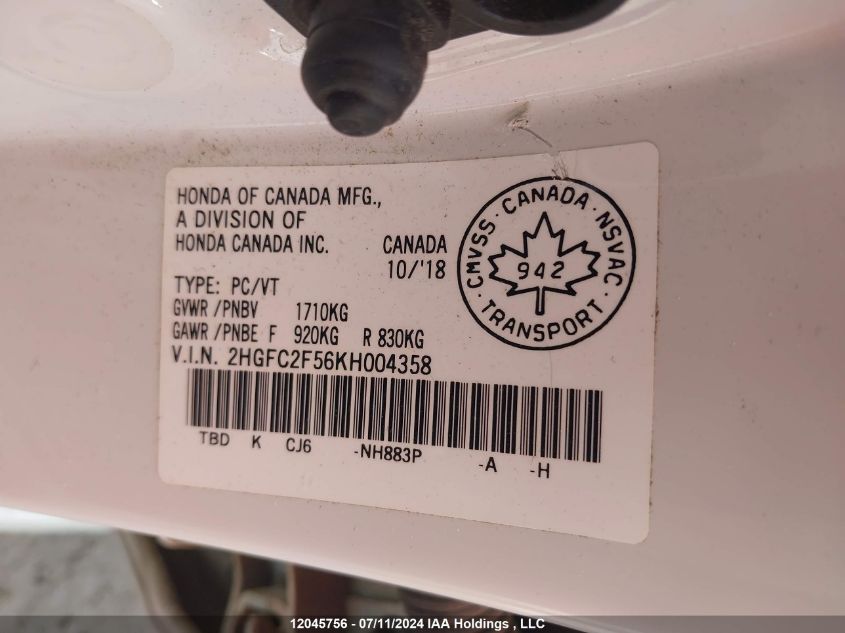 HONDA OF CANADA MFG.,
A DIVISION OF
HONDA CANADA INC. CANADA
10/'18
TYPE: PC/VT
GVWR /PNBV 1710KG
GAWR /PNBE F 920KG R 830KG
V.I.N. 2HGFC2F56KH004358
TBD K CJ6 -NH883P -A -H
CMVSS · CANADA · NSVAC · TRANSPORT ·
942
12045756 - 07/11/2024 IAA Holdings , LLC